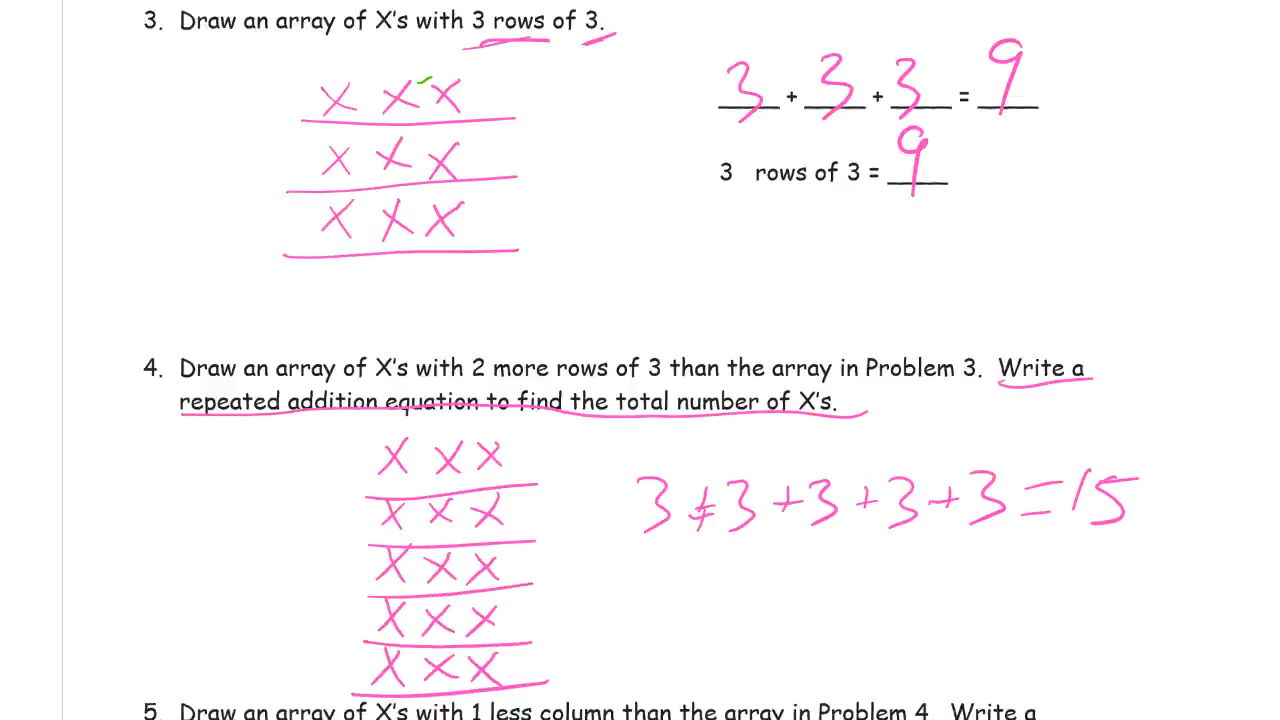 3. Draw an array of X's with 3 rows of 3.
X X X
X X X
X X X
3 + 3 + 3 = 9
3 rows of 3 = 9
4. Draw an array of X's with 2 more rows of 3 than the array in Problem 3. Write a
repeated addition equation to find the total number of X's.
X X X
X X X
X X X
X X X
X X X
3 + 3 + 3 + 3 + 3 = 15
5. Draw an array of X's with 1 less column than the array in Problem 4. Write a